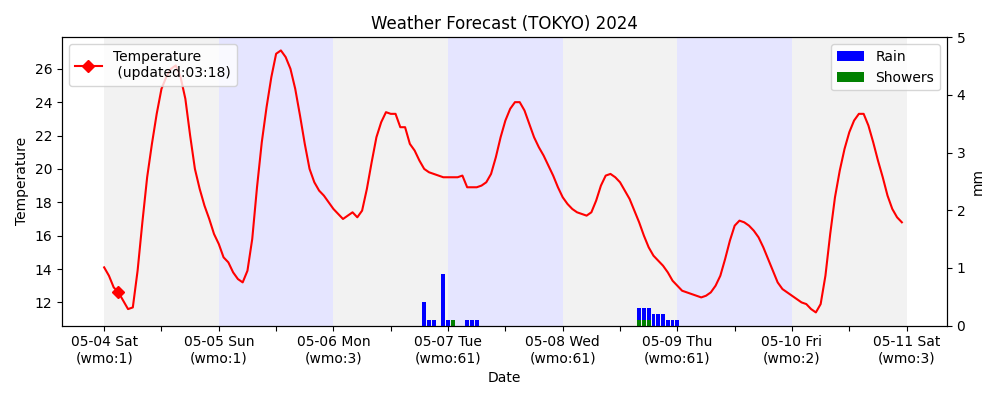 Weather Forecast (TOKYO) 2024
Temperature
(updated:03:18)
Rain
Showers
Temperature
26
24
22
20
18
16
14
12
5
4
3
2
1
0
mm
05-04 Sat
(wmo:1)
05-05 Sun
(wmo:1)
05-06 Mon
(wmo:3)
05-07 Tue
(wmo:61)
05-08 Wed
(wmo:61)
05-09 Thu
(wmo:61)
05-10 Fri
(wmo:2)
05-11 Sat
(wmo:3)
Date